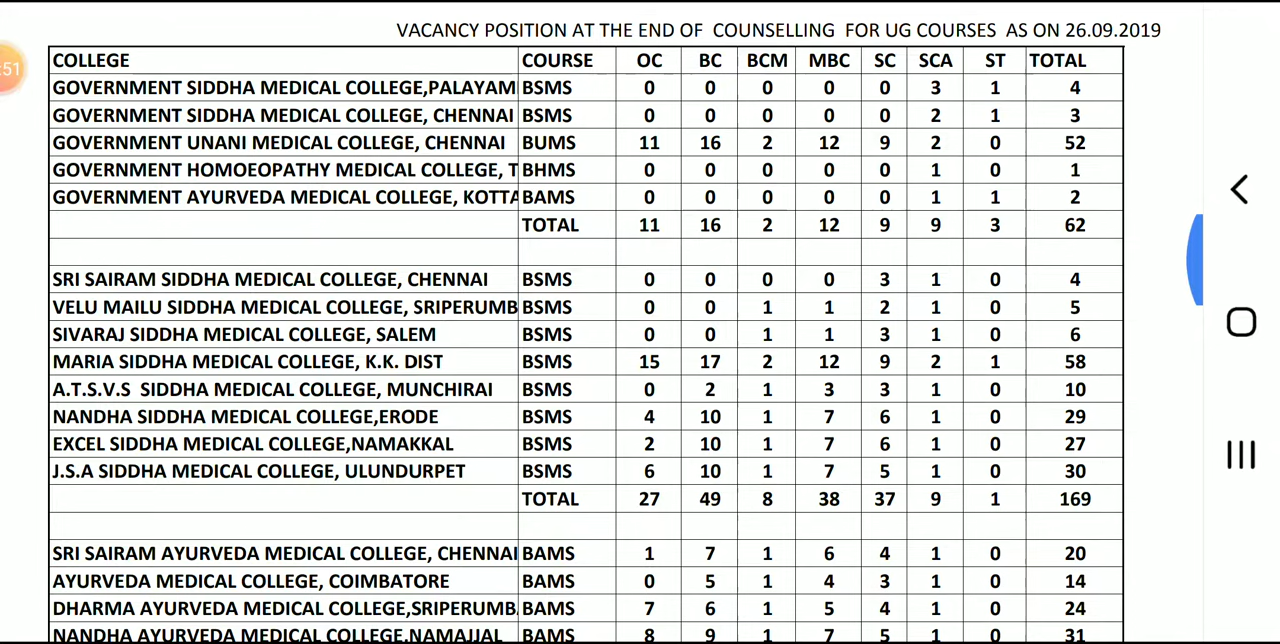 VACANCY POSITION AT THE END OF COUNSELLING FOR UG COURSES AS ON 26.09.2019
COLLEGE COURSE OC BC BCM MBC SC SCA ST TOTAL
:51
GOVERNMENT SIDDHA MEDICAL COLLEGE,PALAYAM BSMS 0 0 0 0 0 3 1 4
GOVERNMENT SIDDHA MEDICAL COLLEGE, CHENNAI BSMS 0 0 0 0 0 2 1 3
GOVERNMENT UNANI MEDICAL COLLEGE, CHENNAI BUMS 11 16 2 12 9 2 0 52
GOVERNMENT HOMOEOPATHY MEDICAL COLLEGE, T BHMS 0 0 0 0 0 1 0 1
GOVERNMENT AYURVEDA MEDICAL COLLEGE, KOTTA BAMS 0 0 0 0 0 1 1 2
TOTAL 11 16 2 12 9 9 3 62
SRI SAIRAM SIDDHA MEDICAL COLLEGE, CHENNAI BSMS 0 0 0 0 3 1 0 4
VELU MAILU SIDDHA MEDICAL COLLEGE, SRIPERUMB BSMS 0 0 1 1 2 1 0 5
SIVARAJ SIDDHA MEDICAL COLLEGE, SALEM BSMS 0 0 1 1 3 1 0 6
MARIA SIDDHA MEDICAL COLLEGE, K.K. DIST BSMS 15 17 2 12 9 2 1 58
A.T.S.V.S SIDDHA MEDICAL COLLEGE, MUNCHIRAI BSMS 0 2 1 3 3 1 0 10
NANDHA SIDDHA MEDICAL COLLEGE,ERODE BSMS 4 10 1 7 6 1 0 29
EXCEL SIDDHA MEDICAL COLLEGE,NAMAKKAL BSMS 2 10 1 7 6 1 0 27
J.S.A SIDDHA MEDICAL COLLEGE, ULUNDURPET BSMS 6 10 1 7 5 1 0 30
TOTAL 27 49 8 38 37 9 1 169
SRI SAIRAM AYURVEDA MEDICAL COLLEGE, CHENNAI BAMS 1 7 1 6 4 1 0 20
AYURVEDA MEDICAL COLLEGE, COIMBATORE BAMS 0 5 1 4 3 1 0 14
DHARMA AYURVEDA MEDICAL COLLEGE,SRIPERUMB BAMS 7 6 1 5 4 1 0 24
NANDHA AYURVEDA MEDICAL COLLEGE,NAMAJJAL BAMS 8 9 1 7 5 1 0 31